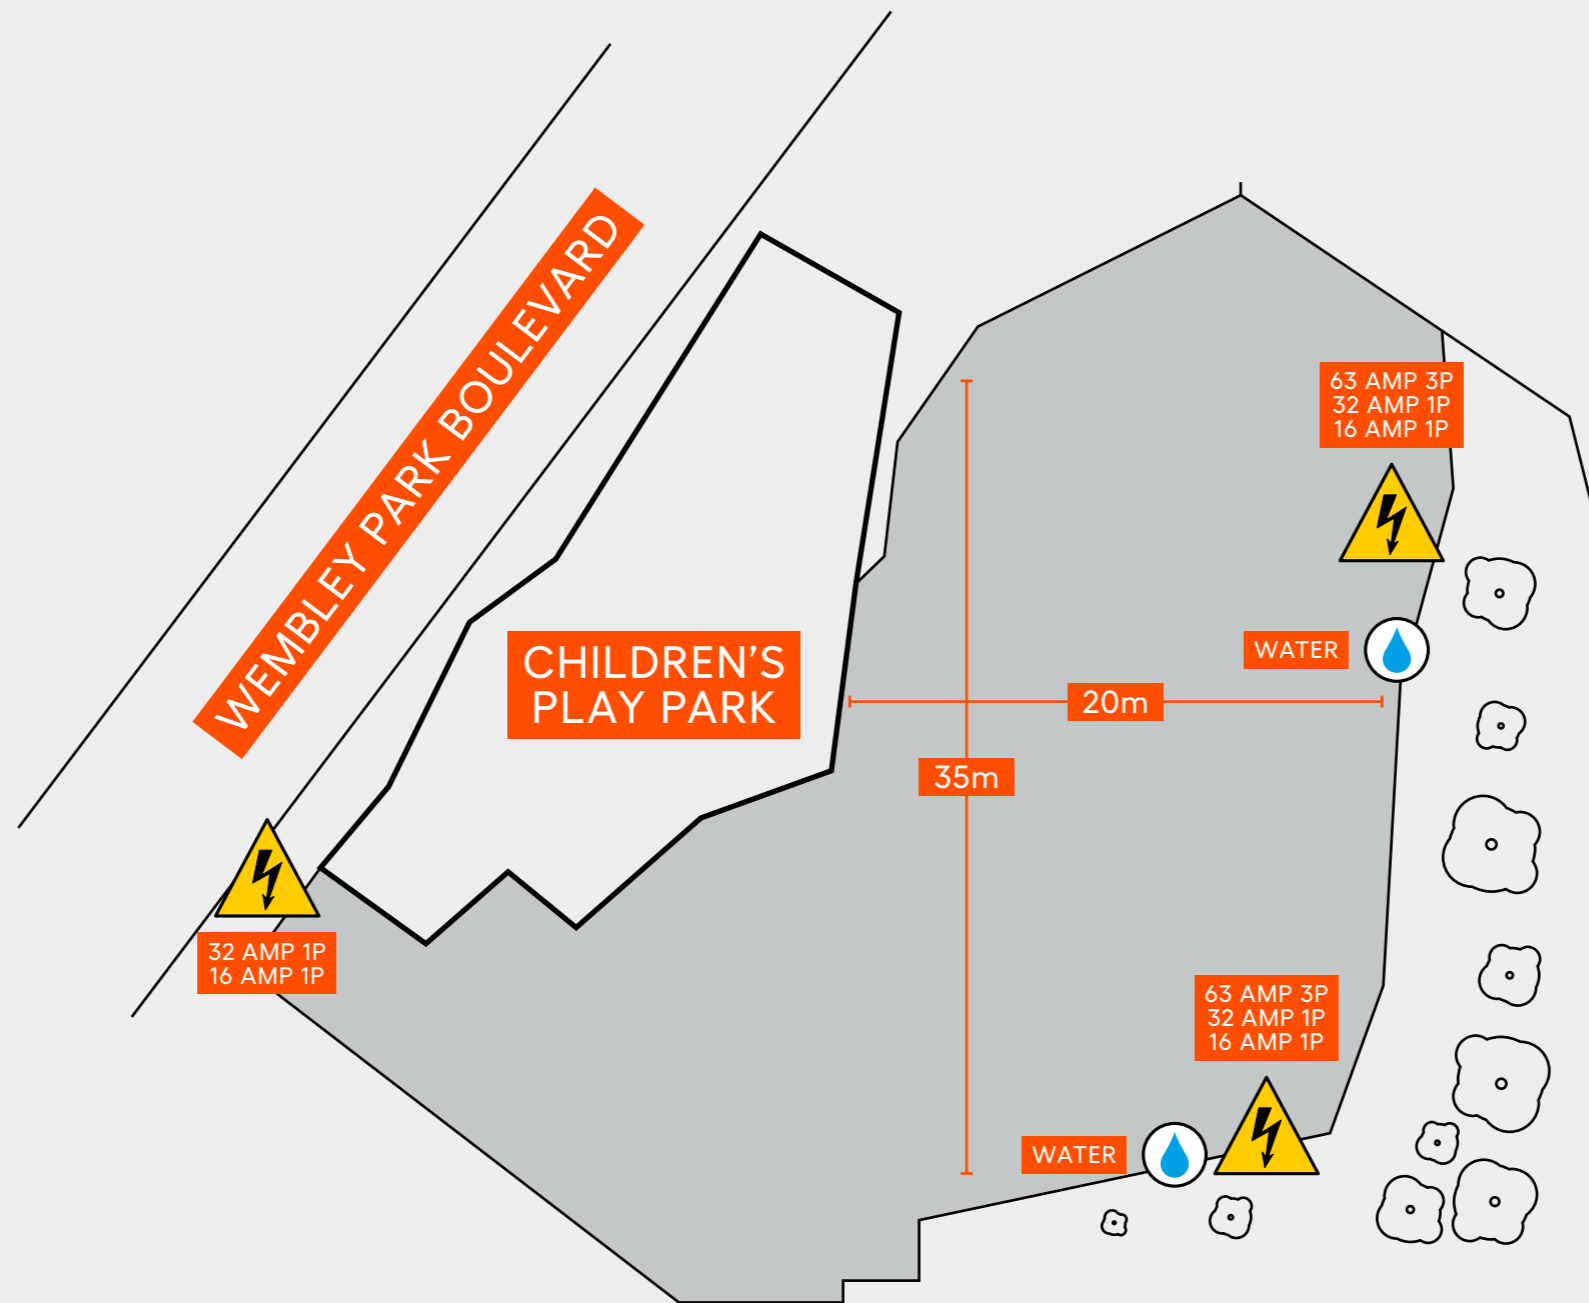 WEMBLEY PARK BOULEVARD
63 AMP 3P
32 AMP 1P
16 AMP 1P
CHILDREN'S
PLAY PARK
WATER
20m
35m
32 AMP 1P
16 AMP 1P
63 AMP 3P
32 AMP 1P
16 AMP 1P
WATER